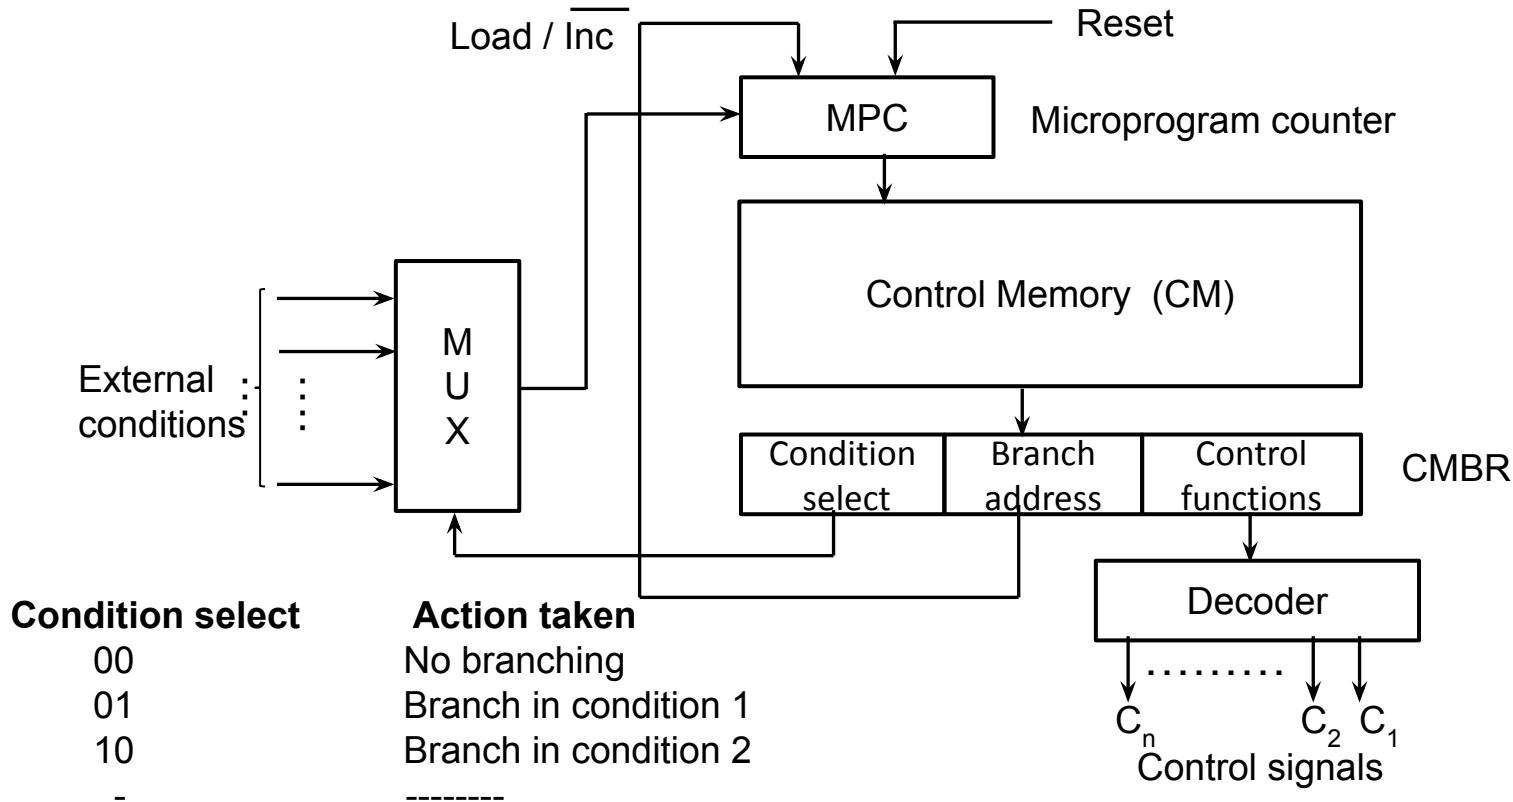 Load / Inc
Reset
MPC
Microprogram counter
Control Memory (CM)
M
U
X
External
conditions
Condition
select
Branch
address
Control
functions
CMBR
Decoder
Cn
C2
C1
Control signals
Condition select Action taken
00 No branching
01 Branch in condition 1
10 Branch in condition 2
- --------